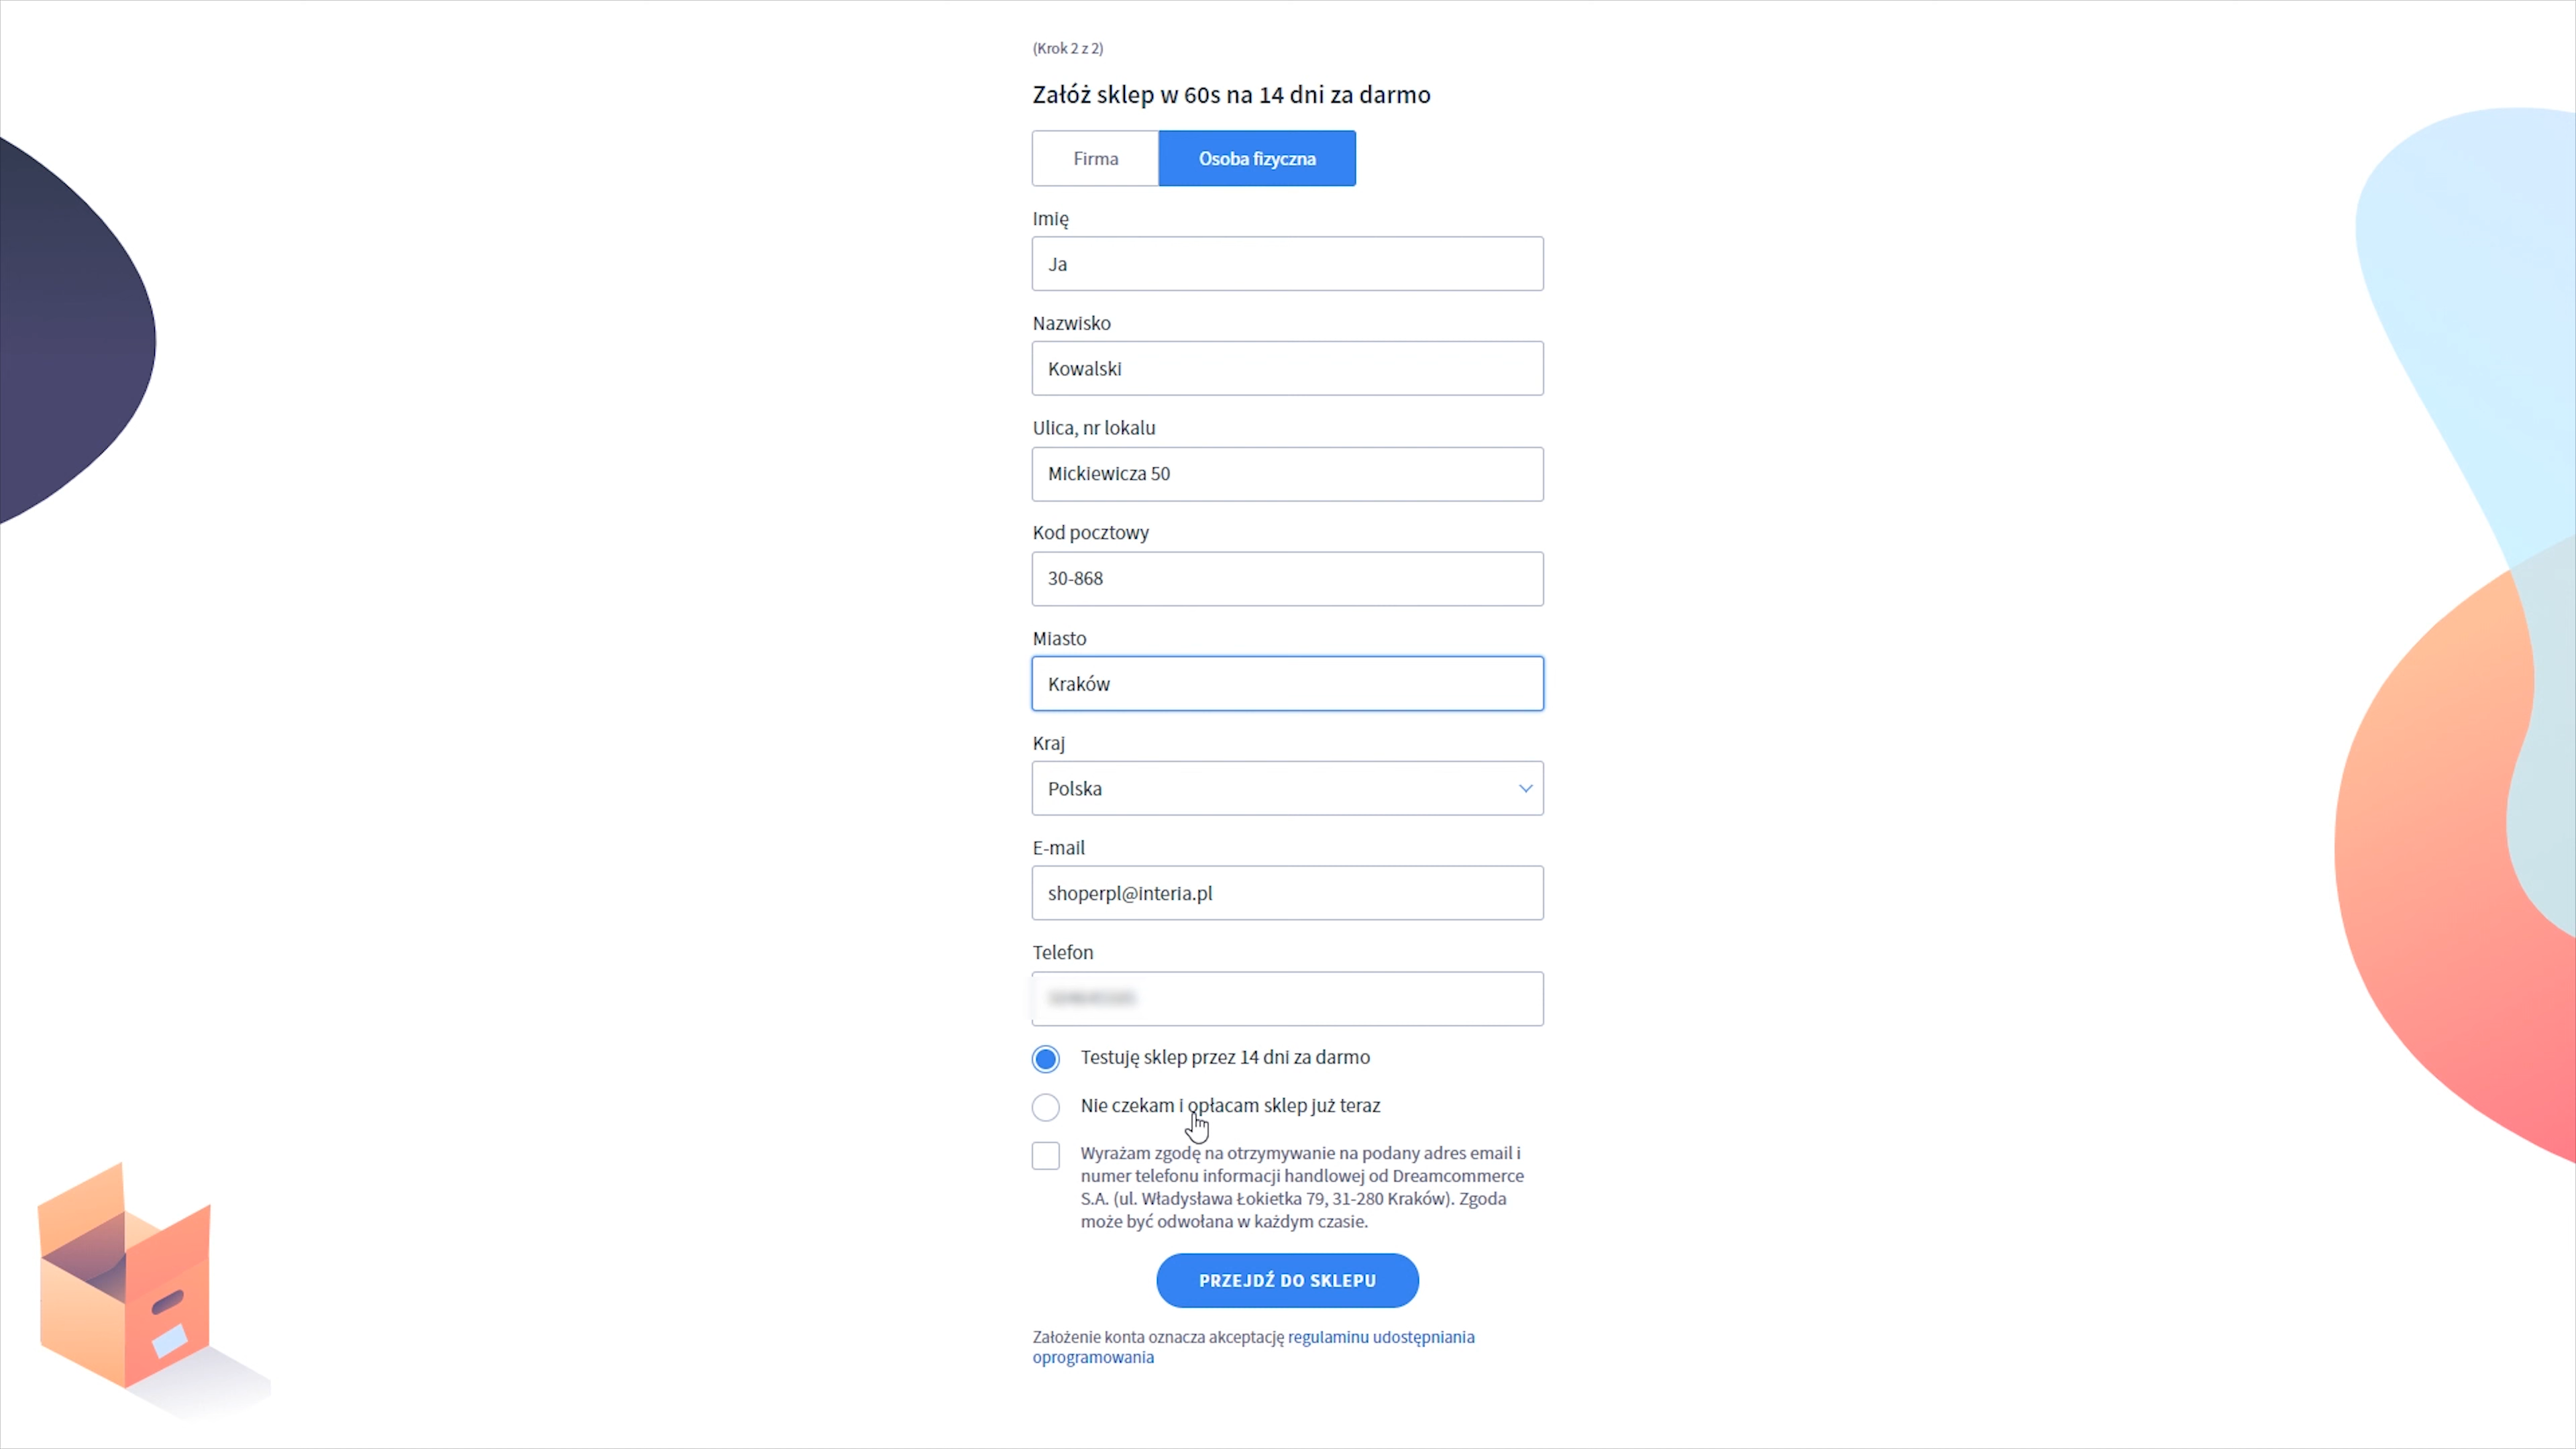 (Krok 2 z 2)
Załóż sklep w 60s na 14 dni za darmo
Firma
Osoba fizyczna
Imię
Ja
Nazwisko
Kowalski
Ulica, nr lokalu
Mickiewicza 50
Kod pocztowy
30-868
Miasto
Kraków
Kraj
Polska
E-mail
shoperpl@interia.pl
Telefon
Testuję sklep przez 14 dni za darmo
Nie czekam i opłacam sklep już teraz
Wyrażam zgodę na otrzymywanie na podany adres email i
numer telefonu informacji handlowej od Dreamcommerce
S.A. (ul. Władysława Łokietka 79, 31-280 Kraków). Zgoda
może być odwołana w każdym czasie.
PRZEJDŹ DO SKLEPU
Założenie konta oznacza akceptację regulaminu udostępniania
oprogramowania